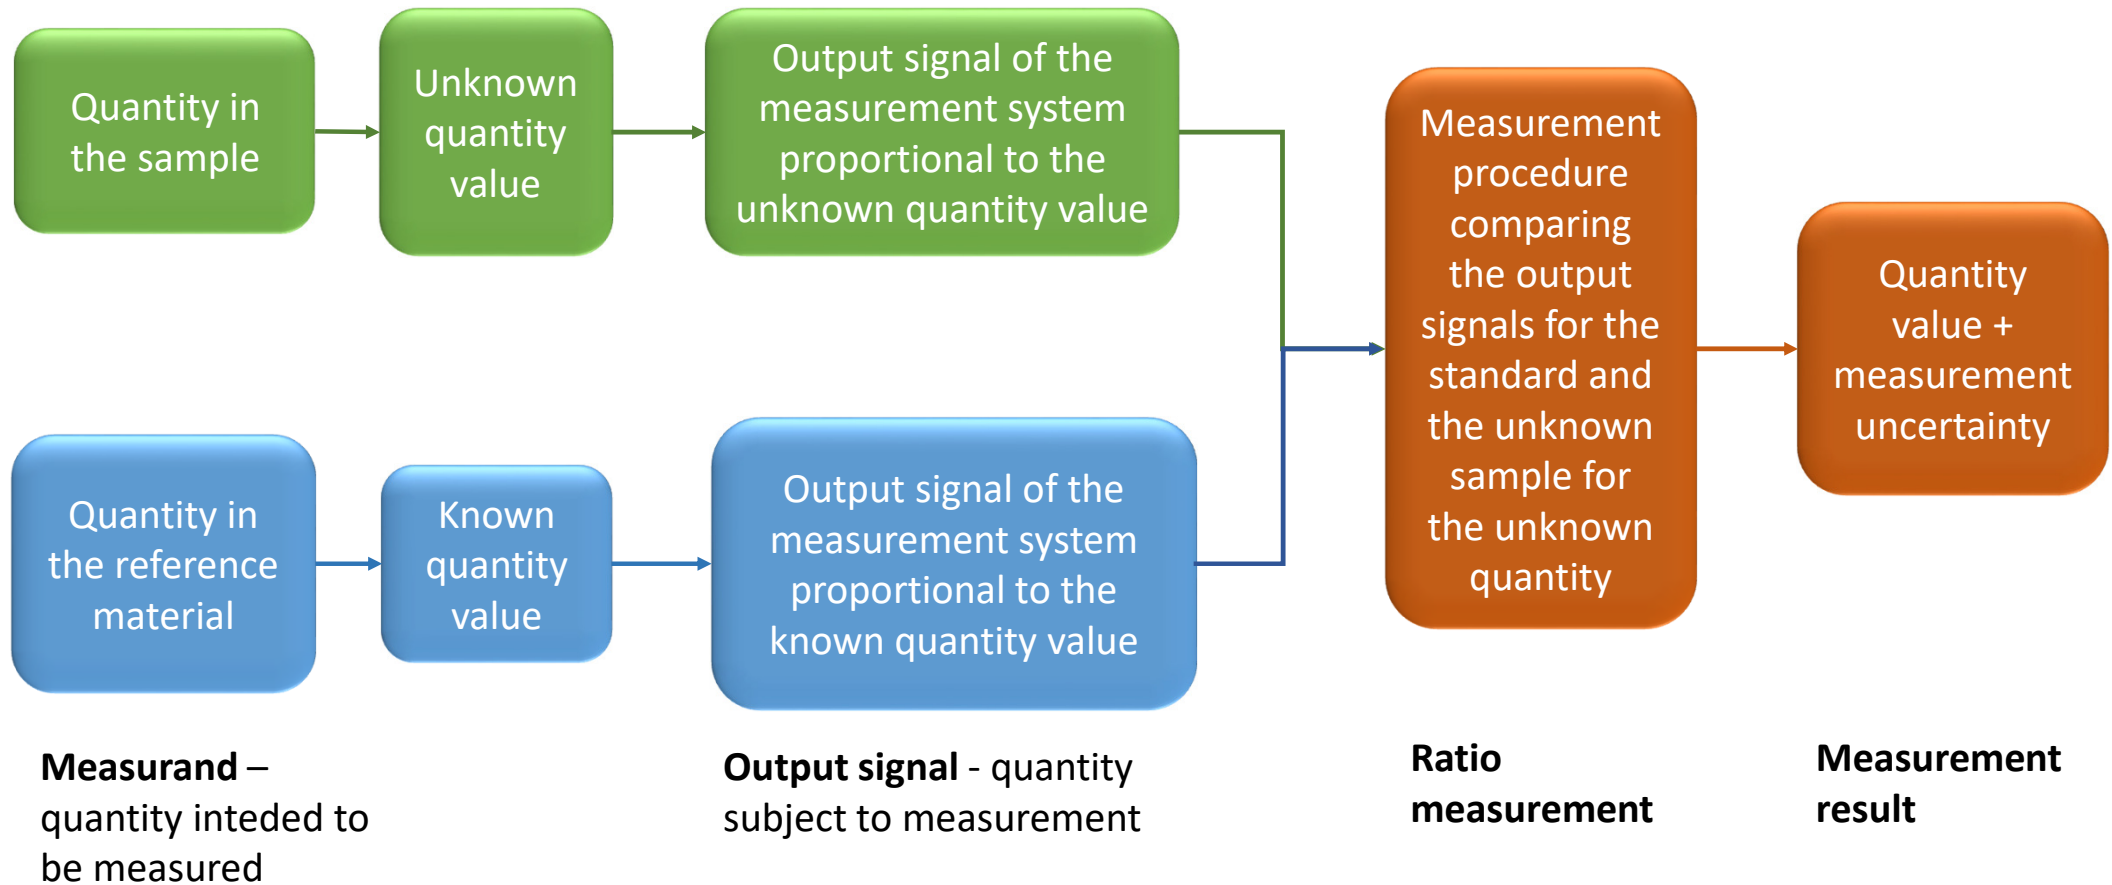 Quantity in
the sample
Unknown
quantity
value
Output signal of the
measurement system
proportional to the
unknown quantity value
Quantity in
the reference
material
Known
quantity
value
Output signal of the
measurement system
proportional to the
known quantity value
Measurement
procedure
comparing
the output
signals for the
standard and
the unknown
sample for
the unknown
quantity
Quantity
value +
measurement
uncertainty
Measurand –
quantity inteded to
be measured
Output signal - quantity
subject to measurement
Ratio
measurement
Measurement
result